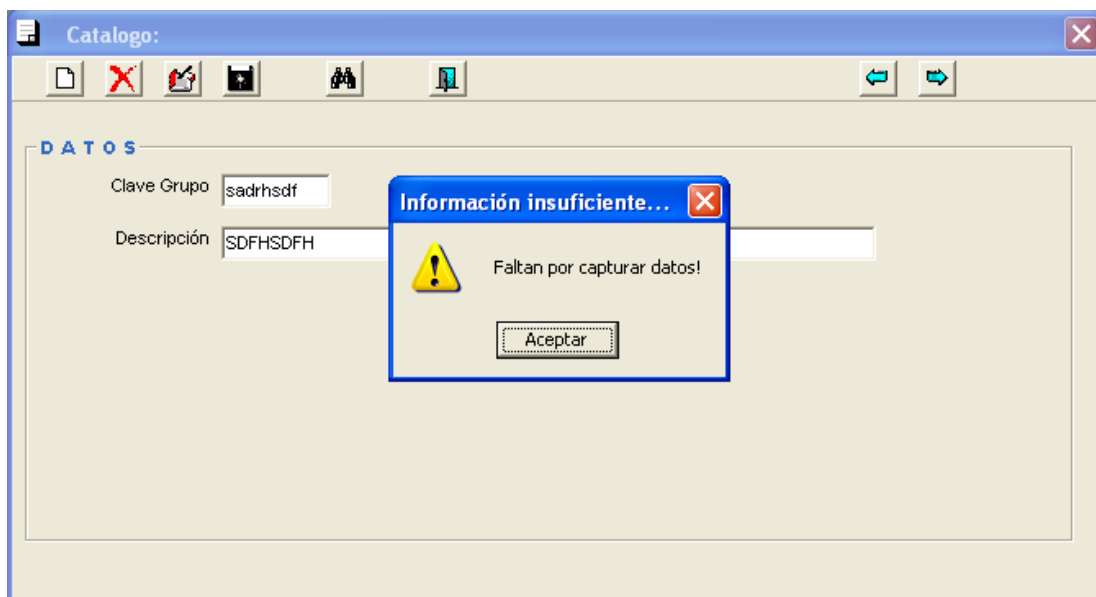 Catalogo:
DATOS
Clave Grupo sadrhsdf
Descripción SDFHSDFH
Información insuficiente...
Faltan por capturar datos!
Aceptar